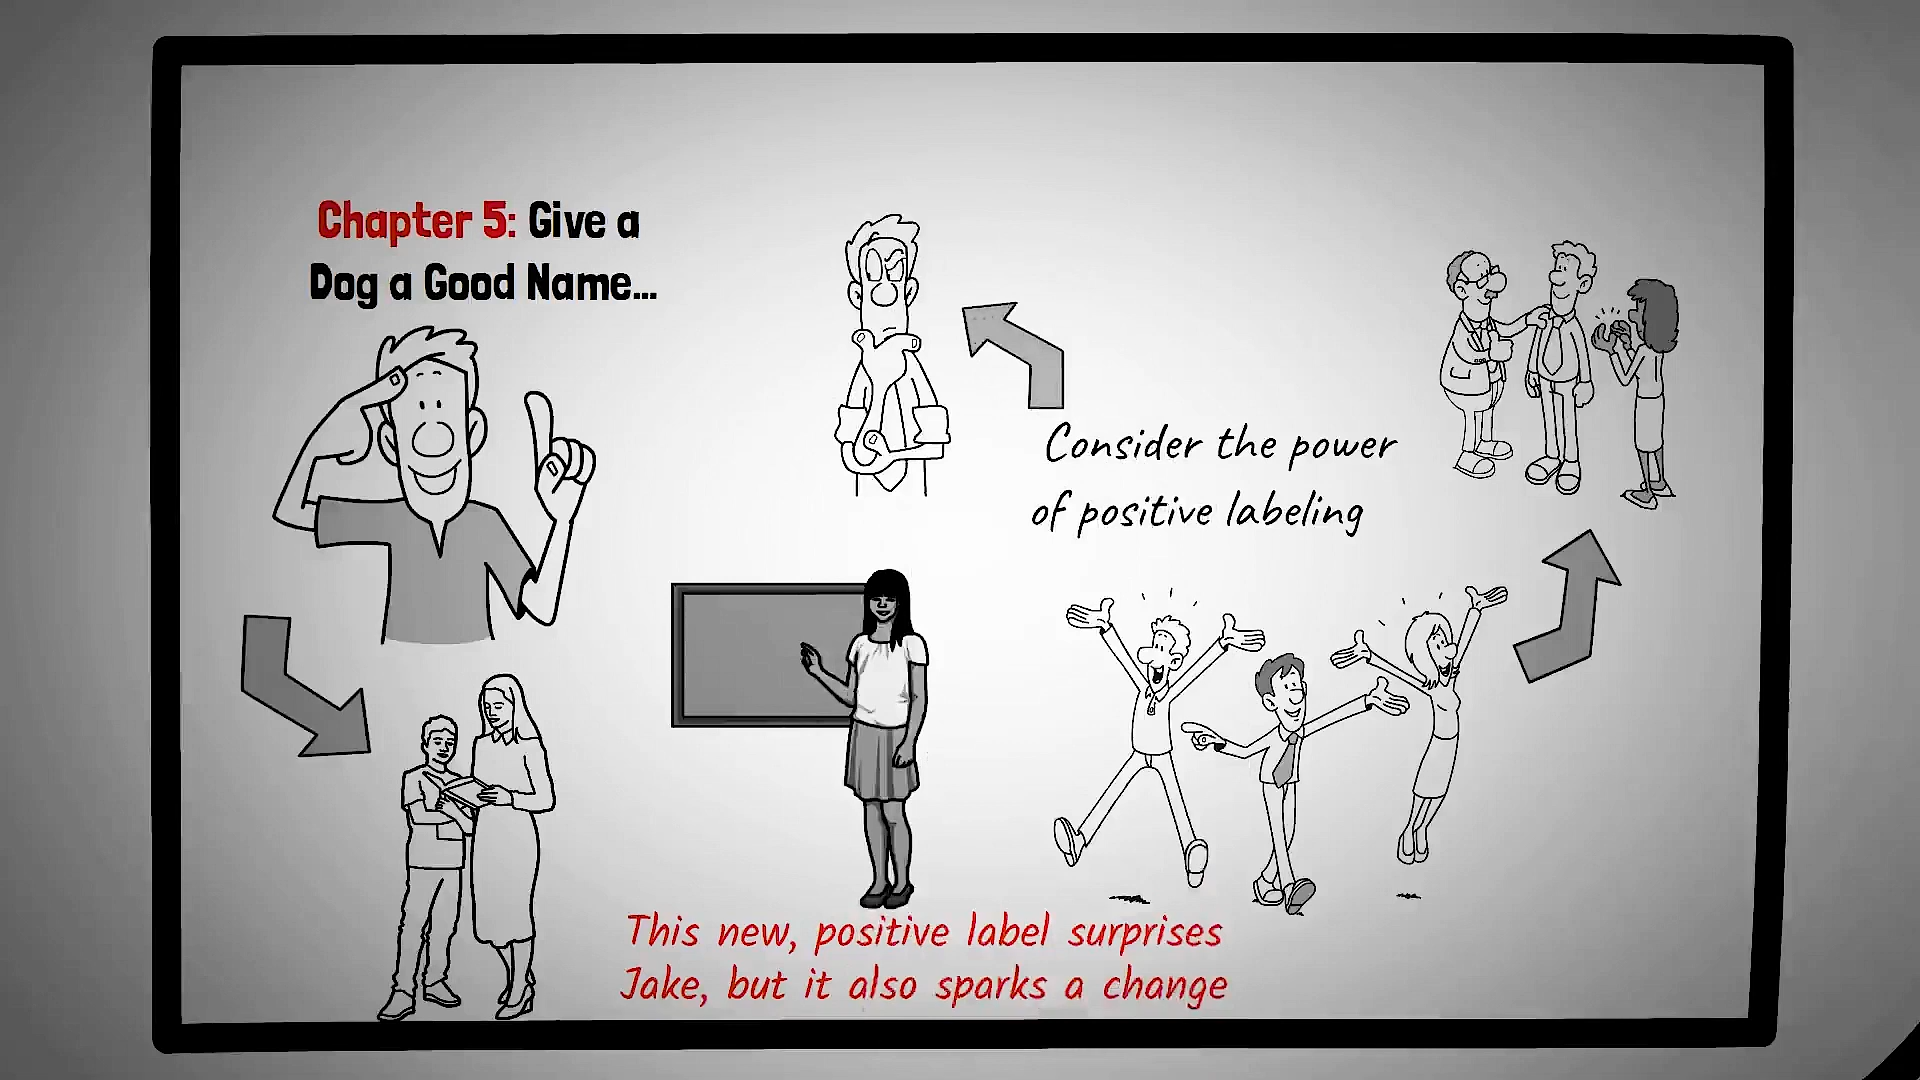 Chapter 5: Give a
Dog a Good Name...
Consider the power
of positive labeling
This new, positive label surprises
Jake, but it also sparks a change